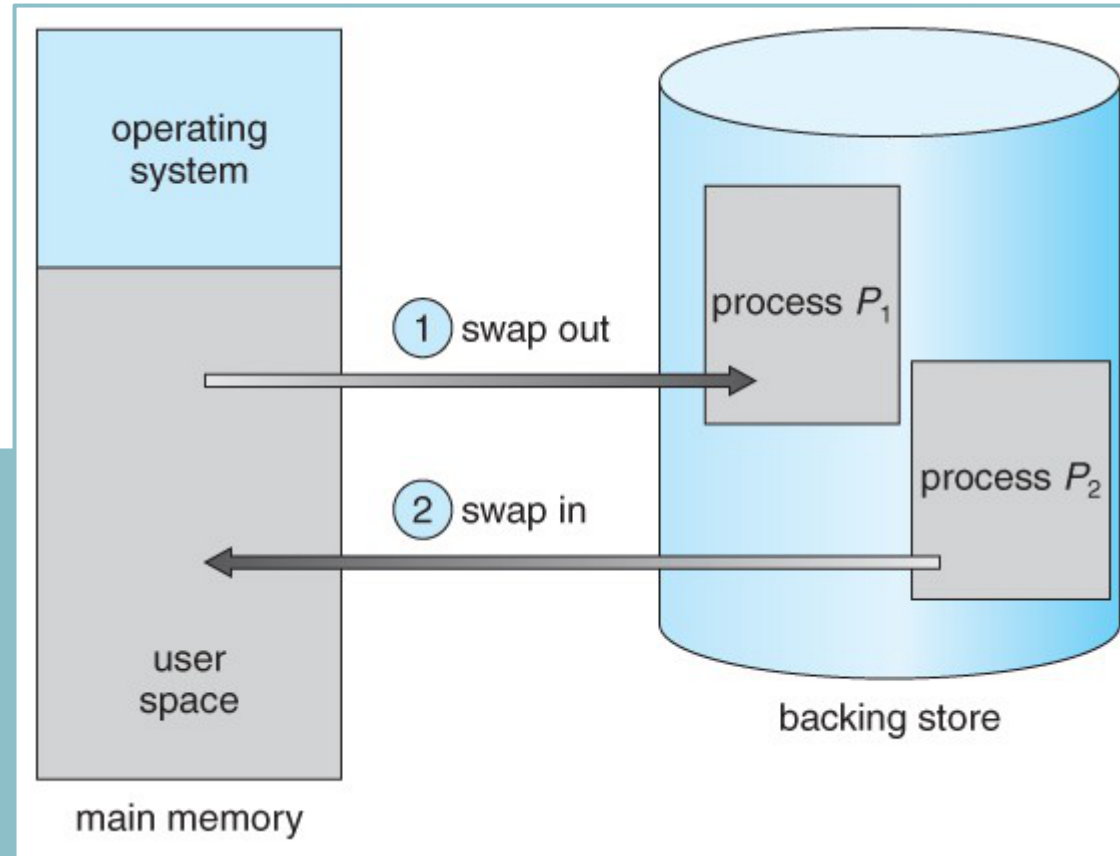 operating
system
process P₁
1 swap out
process P₂
2 swap in
user
space
backing store
main memory